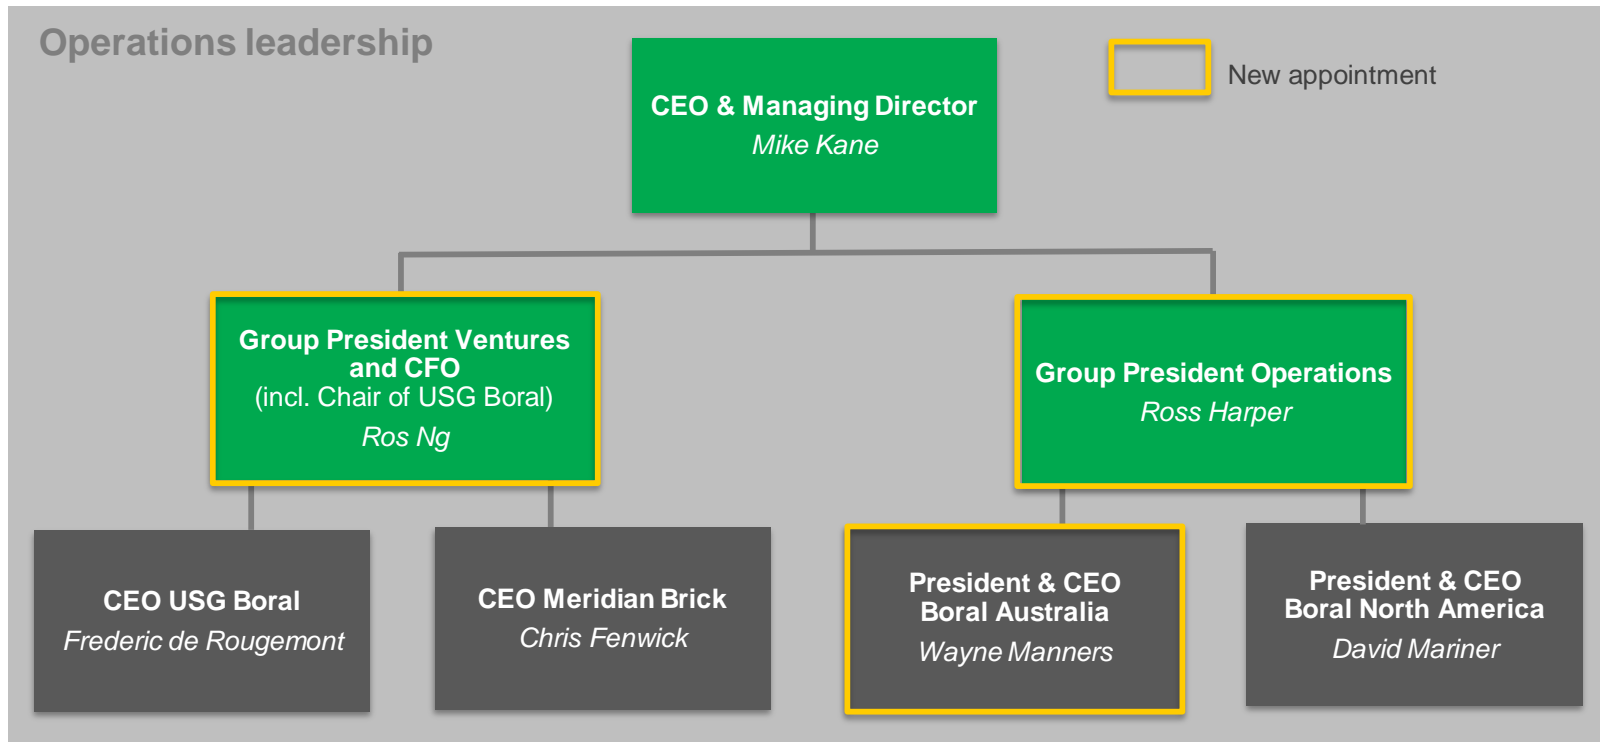 Operations leadership
New appointment
CEO & Managing Director
Mike Kane
Group President Ventures
and CFO
(incl. Chair of USG Boral)
Ros Ng
Group President Operations
Ross Harper
CEO USG Boral
Frederic de Rougemont
CEO Meridian Brick
Chris Fenwick
President & CEO
Boral Australia
Wayne Manners
President & CEO
Boral North America
David Mariner